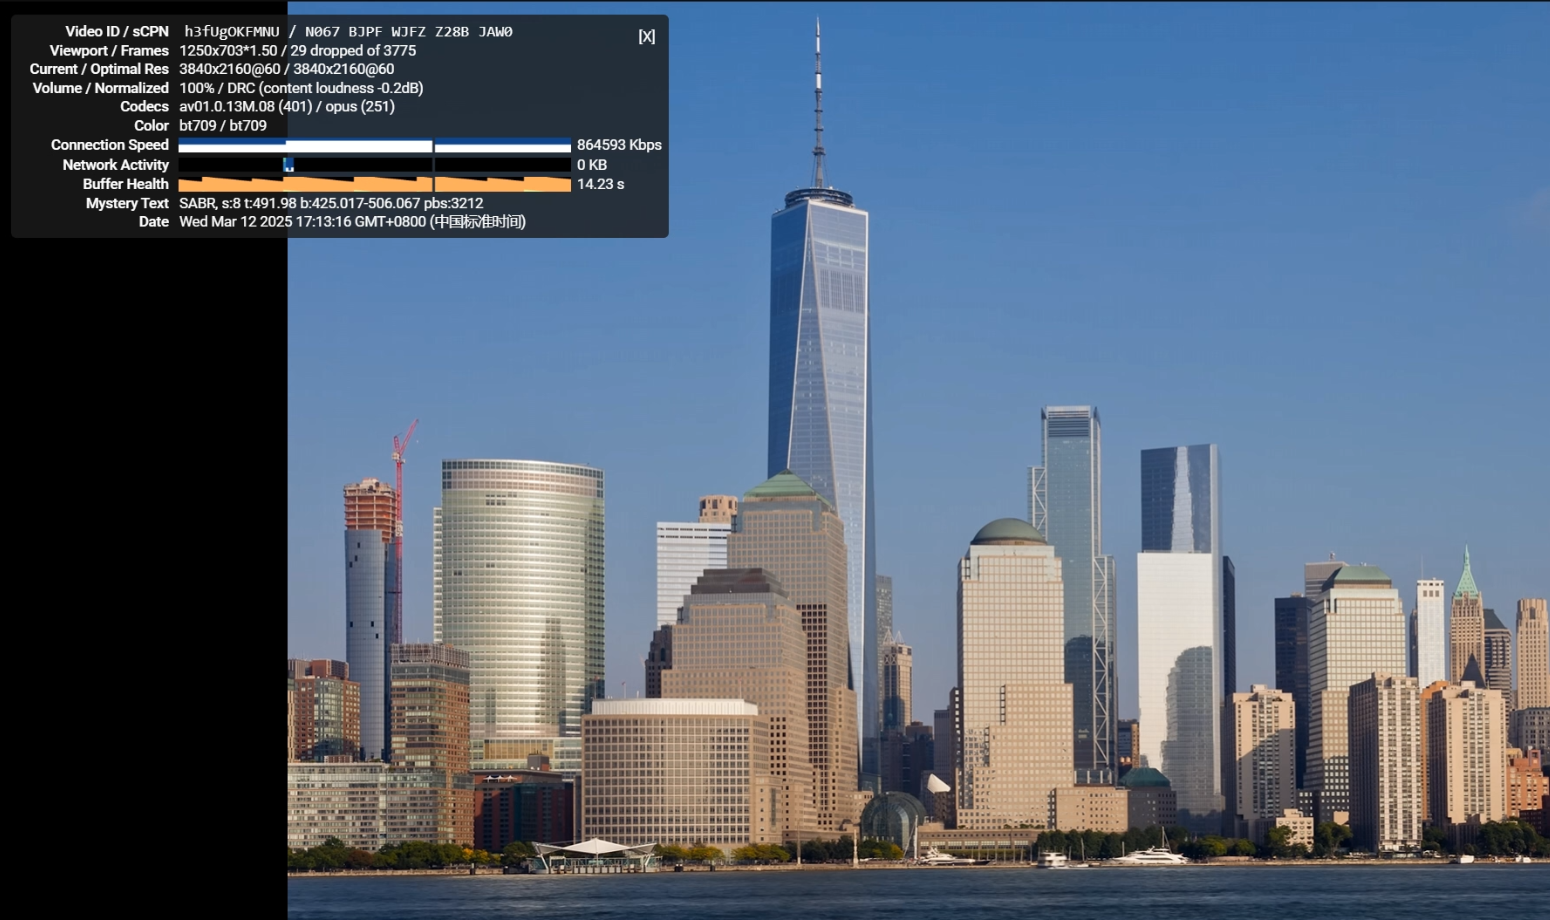 Video ID / sCPN h3fUgOKFMNU / N067 BJPF WJFZ Z28B JAW0
[X]
Viewport / Frames 1250x703*1.50 / 29 dropped of 3775
Current / Optimal Res 3840x2160@60 / 3840x2160@60
Volume / Normalized 100% / DRC (content loudness -0.2dB)
Codecs av01.0.13M.08 (401) / opus (251)
Color bt709 / bt709
Connection Speed 864593 Kbps
Network Activity 0 KB
Buffer Health 14.23 s
Mystery Text SABR, s:8 t:491.98 b:425.017-506.067 pbs:3212
Date Wed Mar 12 2025 17:13:16 GMT+0800 (中国标准时间)